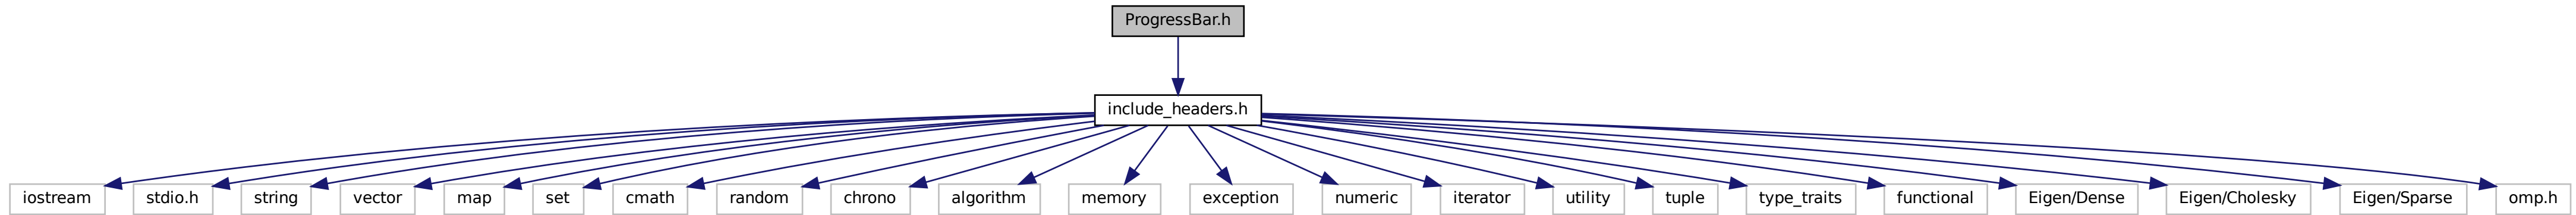 ProgressBar.h
include_headers.h
iostream
stdio.h
string
vector
map
set
cmath
random
chrono
algorithm
memory
exception
numeric
iterator
utility
tuple
type_traits
functional
Eigen/Dense
Eigen/Cholesky
Eigen/Sparse
omp.h